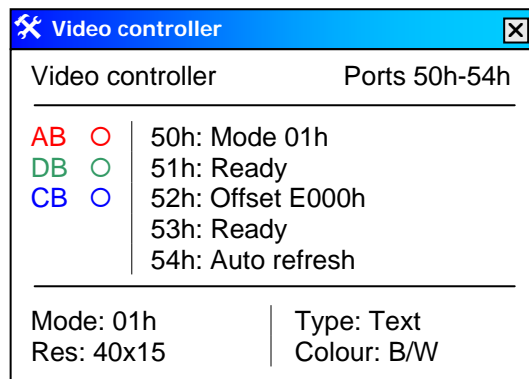 Video controller
Video controller Ports 50h-54h
AB 50h: Mode 01h
DB 51h: Ready
CB 52h: Offset E000h
53h: Ready
54h: Auto refresh
Mode: 01h Type: Text
Res: 40x15 Colour: B/W